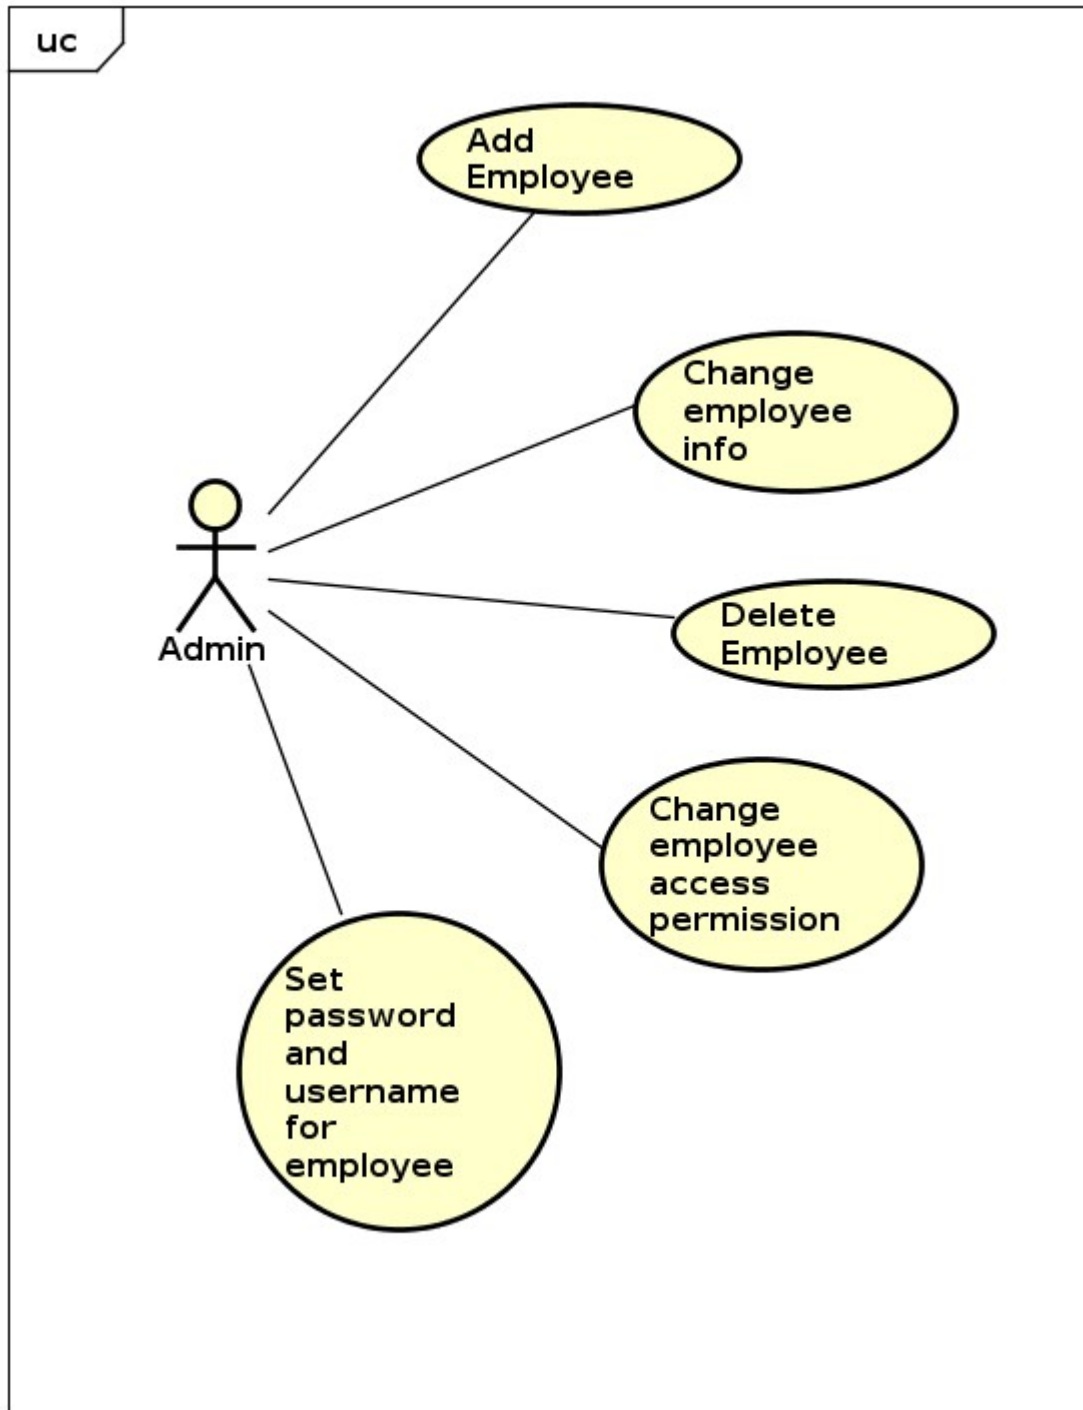 uc
Add
Employee
Change
employee
info
Admin
Delete
Employee
Change
employee
access
permission
Set
password
and
username
for
employee